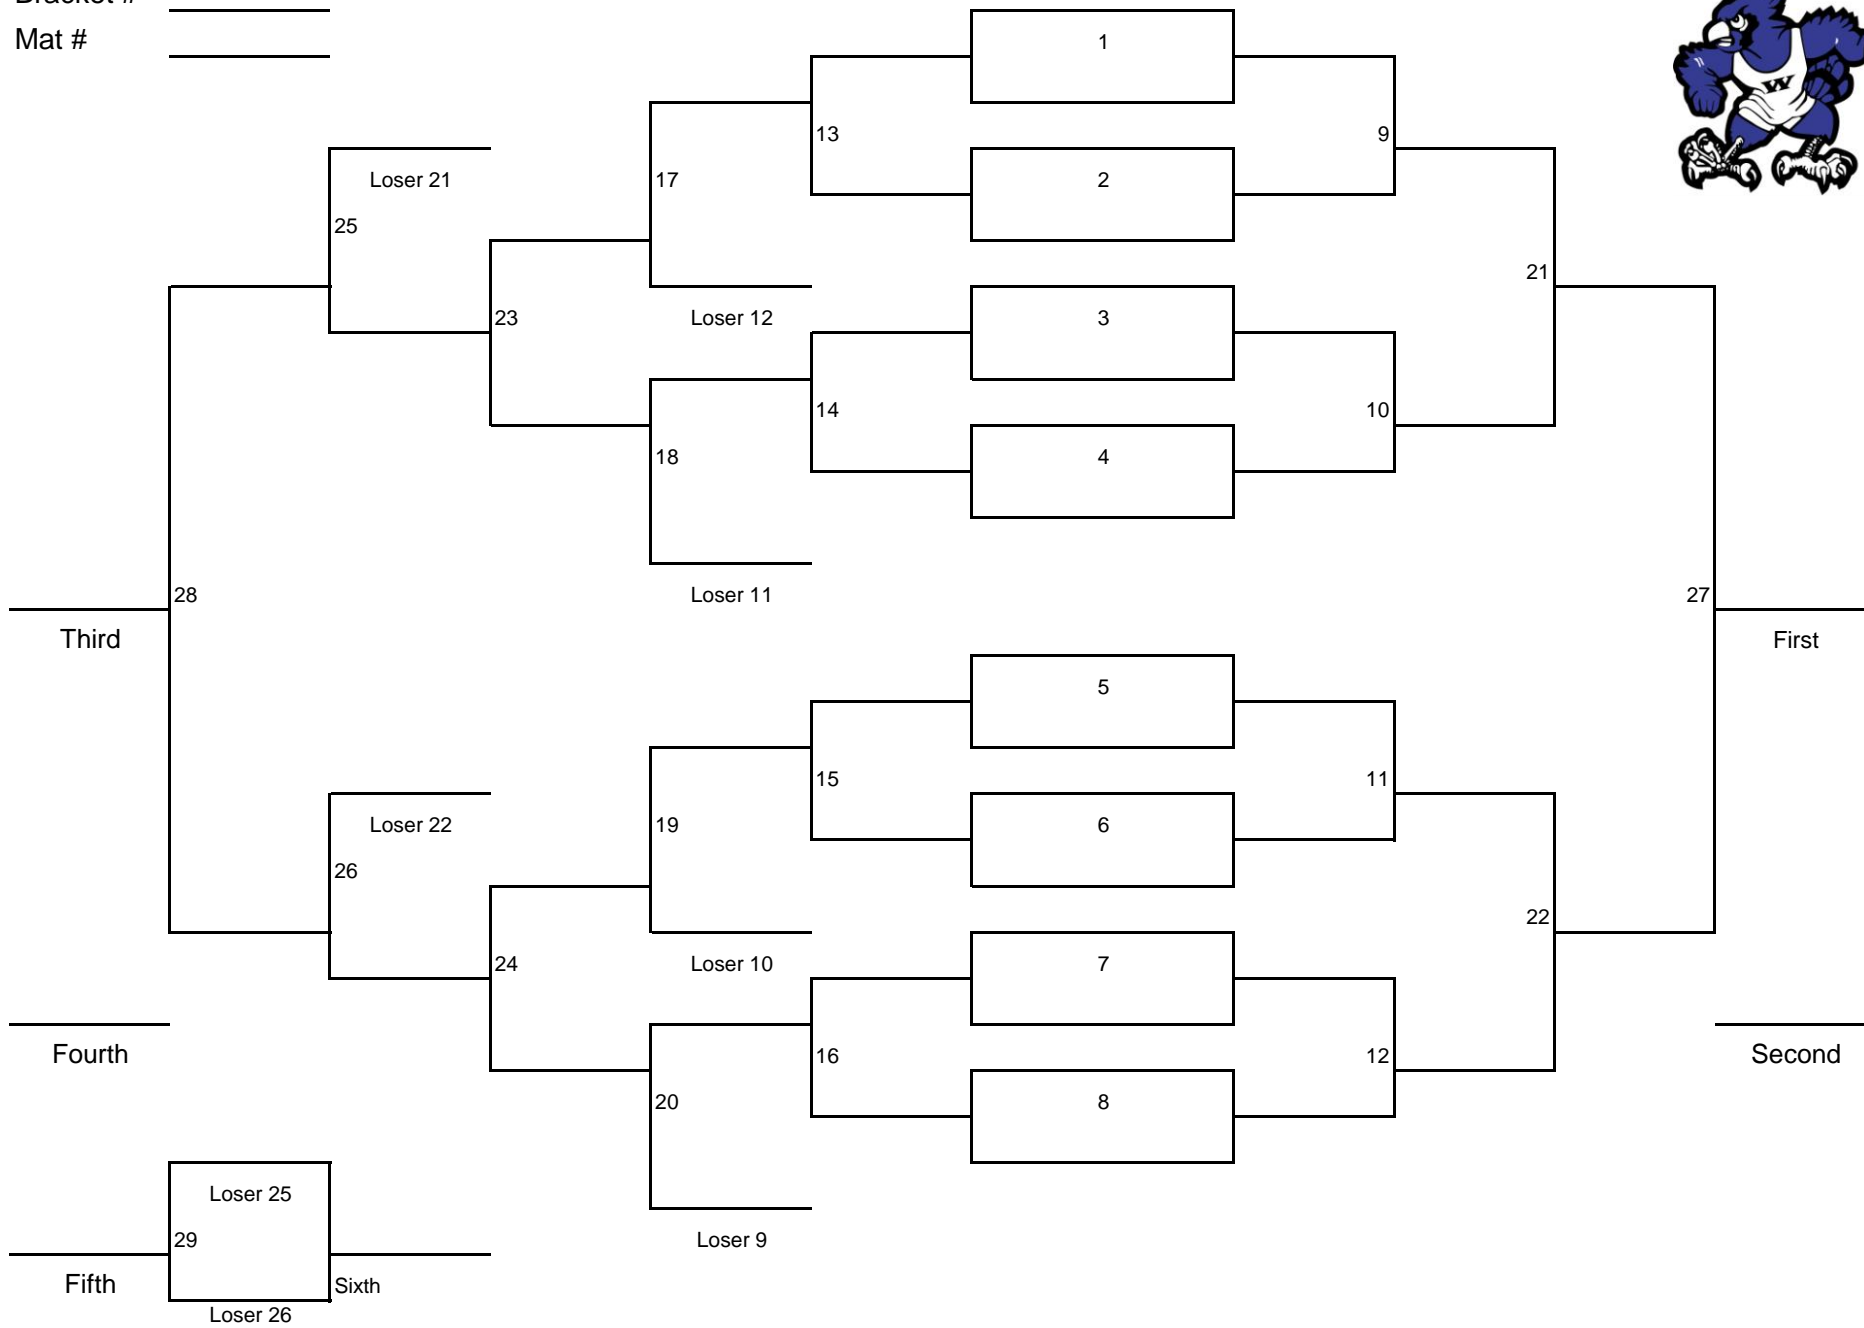 Bracket #
Mat #
1
W
13
9
Loser 21
17
2
25
21
23
Loser 12
3
14
10
18
4
28
Loser 11
27
Third
First
5
15
11
Loser 22
19
6
26
22
24
Loser 10
7
Fourth
16
12
Second
20
8
Loser 25
29
Loser 9
Fifth
Sixth
Loser 26